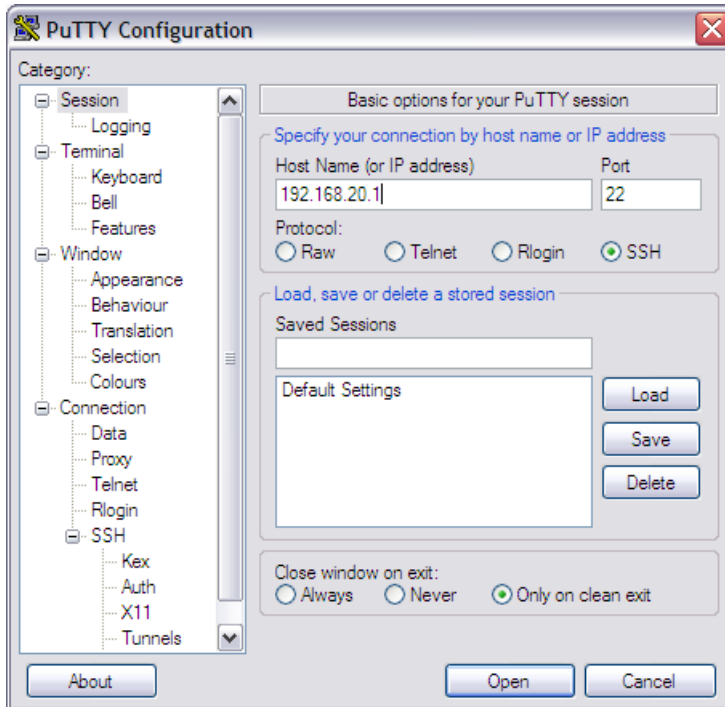 PuTTY Configuration
Category:
Session
Logging
Terminal
Keyboard
Bell
Features
Window
Appearance
Behaviour
Translation
Selection
Colours
Connection
Data
Proxy
Telnet
Rlogin
SSH
Kex
Auth
X11
Tunnels
Basic options for your PuTTY session
Specify your connection by host name or IP address
Host Name (or IP address) Port
192.168.20.1 22
Protocol:
Raw Telnet Rlogin SSH
Load, save or delete a stored session
Saved Sessions
Default Settings
Load
Save
Delete
Close window on exit:
Always Never Only on clean exit
About Open Cancel